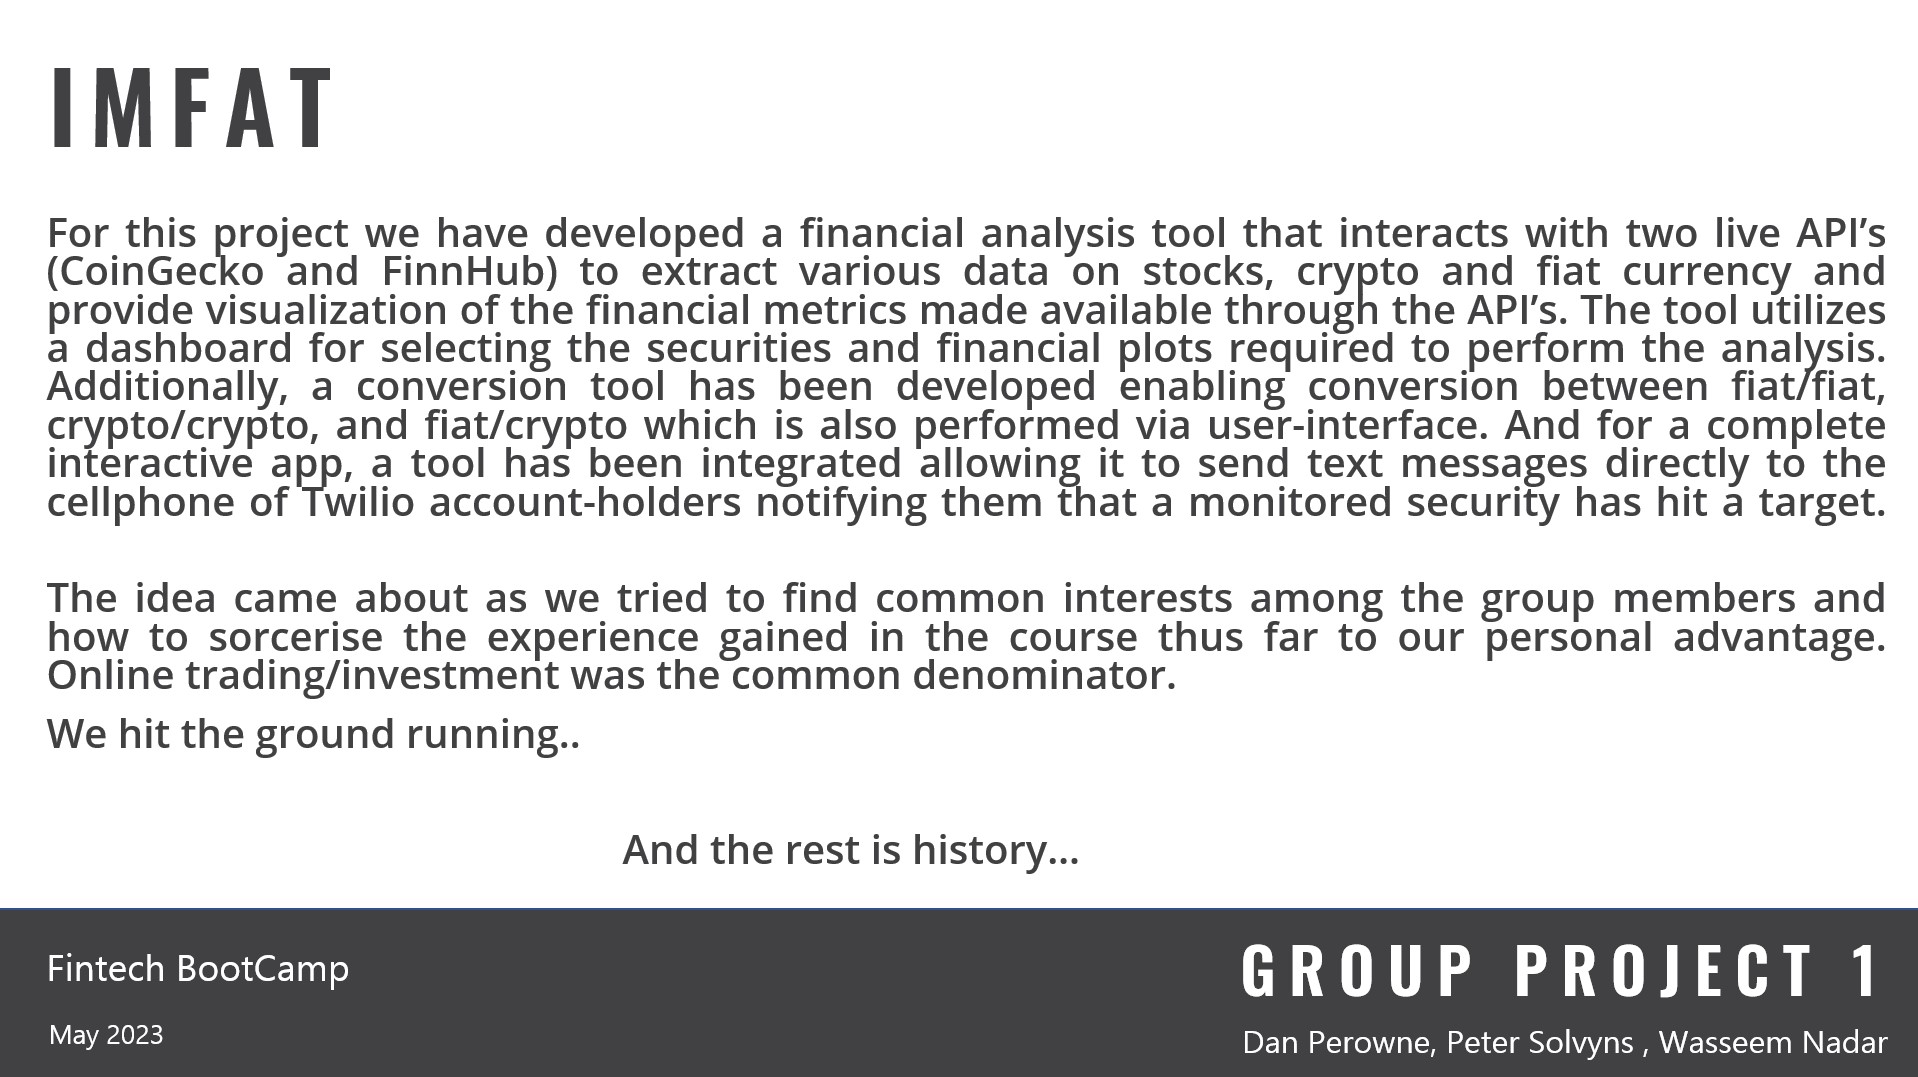 IMFAT
For this project we have developed a financial analysis tool that interacts with two live API’s
(CoinGecko and FinnHub) to extract various data on stocks, crypto and fiat currency and
provide visualization of the financial metrics made available through the API’s. The tool utilizes
a dashboard for selecting the securities and financial plots required to perform the analysis.
Additionally, a conversion tool has been developed enabling conversion between fiat/fiat,
crypto/crypto, and fiat/crypto which is also performed via user-interface. And for a complete
interactive app, a tool has been integrated allowing it to send text messages directly to the
cellphone of Twilio account-holders notifying them that a monitored security has hit a target.
The idea came about as we tried to find common interests among the group members and
how to sorcerise the experience gained in the course thus far to our personal advantage.
Online trading/investment was the common denominator.
We hit the ground running..
And the rest is history…
Fintech BootCamp
May 2023
GROUP PROJECT 1
Dan Perowne, Peter Solvyns , Wasseem Nadar